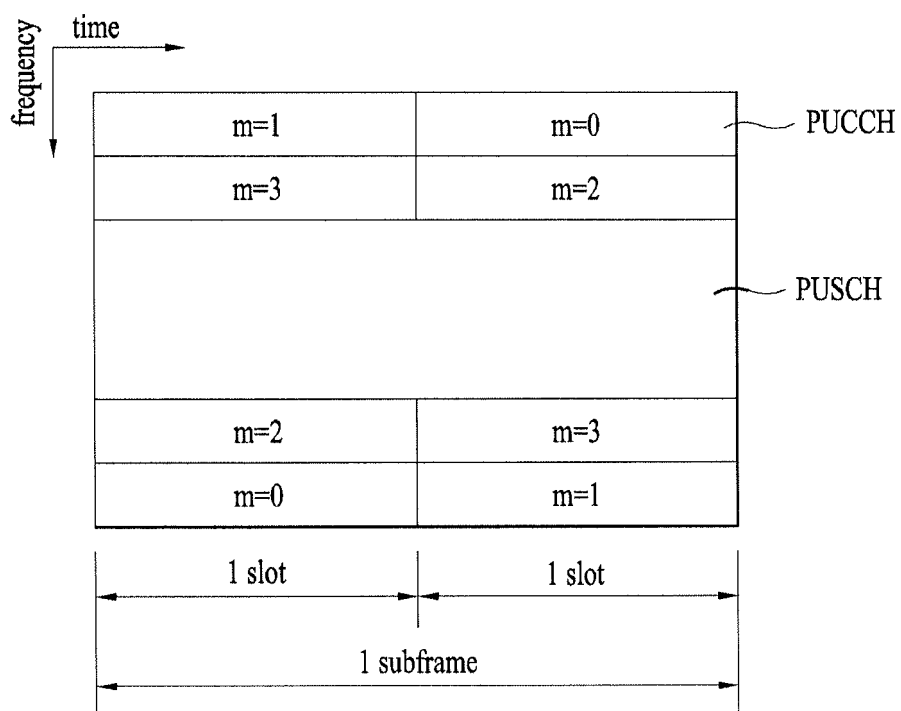 time
frequency
m=1 m=0 PUCCH
m=3 m=2
PUSCH
m=2 m=3
m=0 m=1
1 slot 1 slot
1 subframe